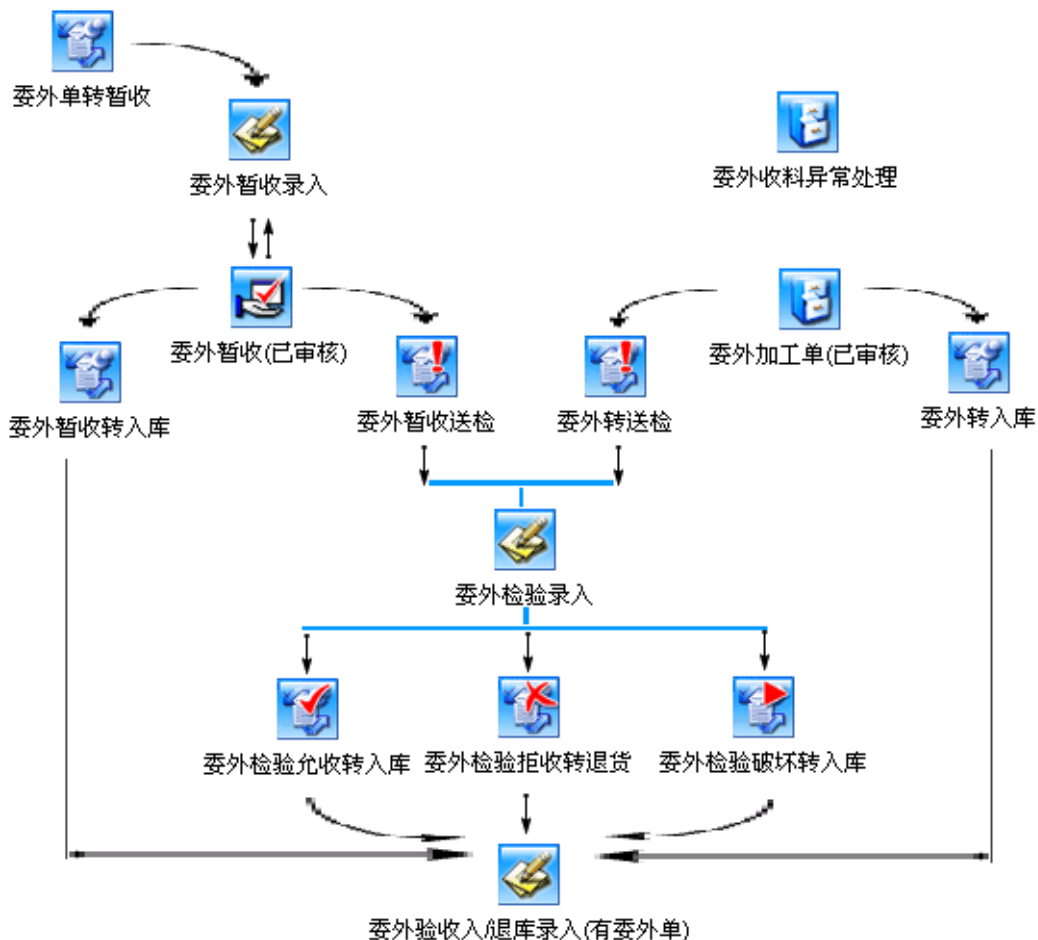 委外单转暂收
委外暂收录入
委外收料异常处理
委外暂收(已审核)
委外加工单(已审核)
委外暂收转入库
委外暂收送检
委外转送检
委外转入库
委外检验录入
委外检验允收转入库
委外检验拒收转退货
委外检验破坏转入库
委外验收入/退库录入(有委外单)